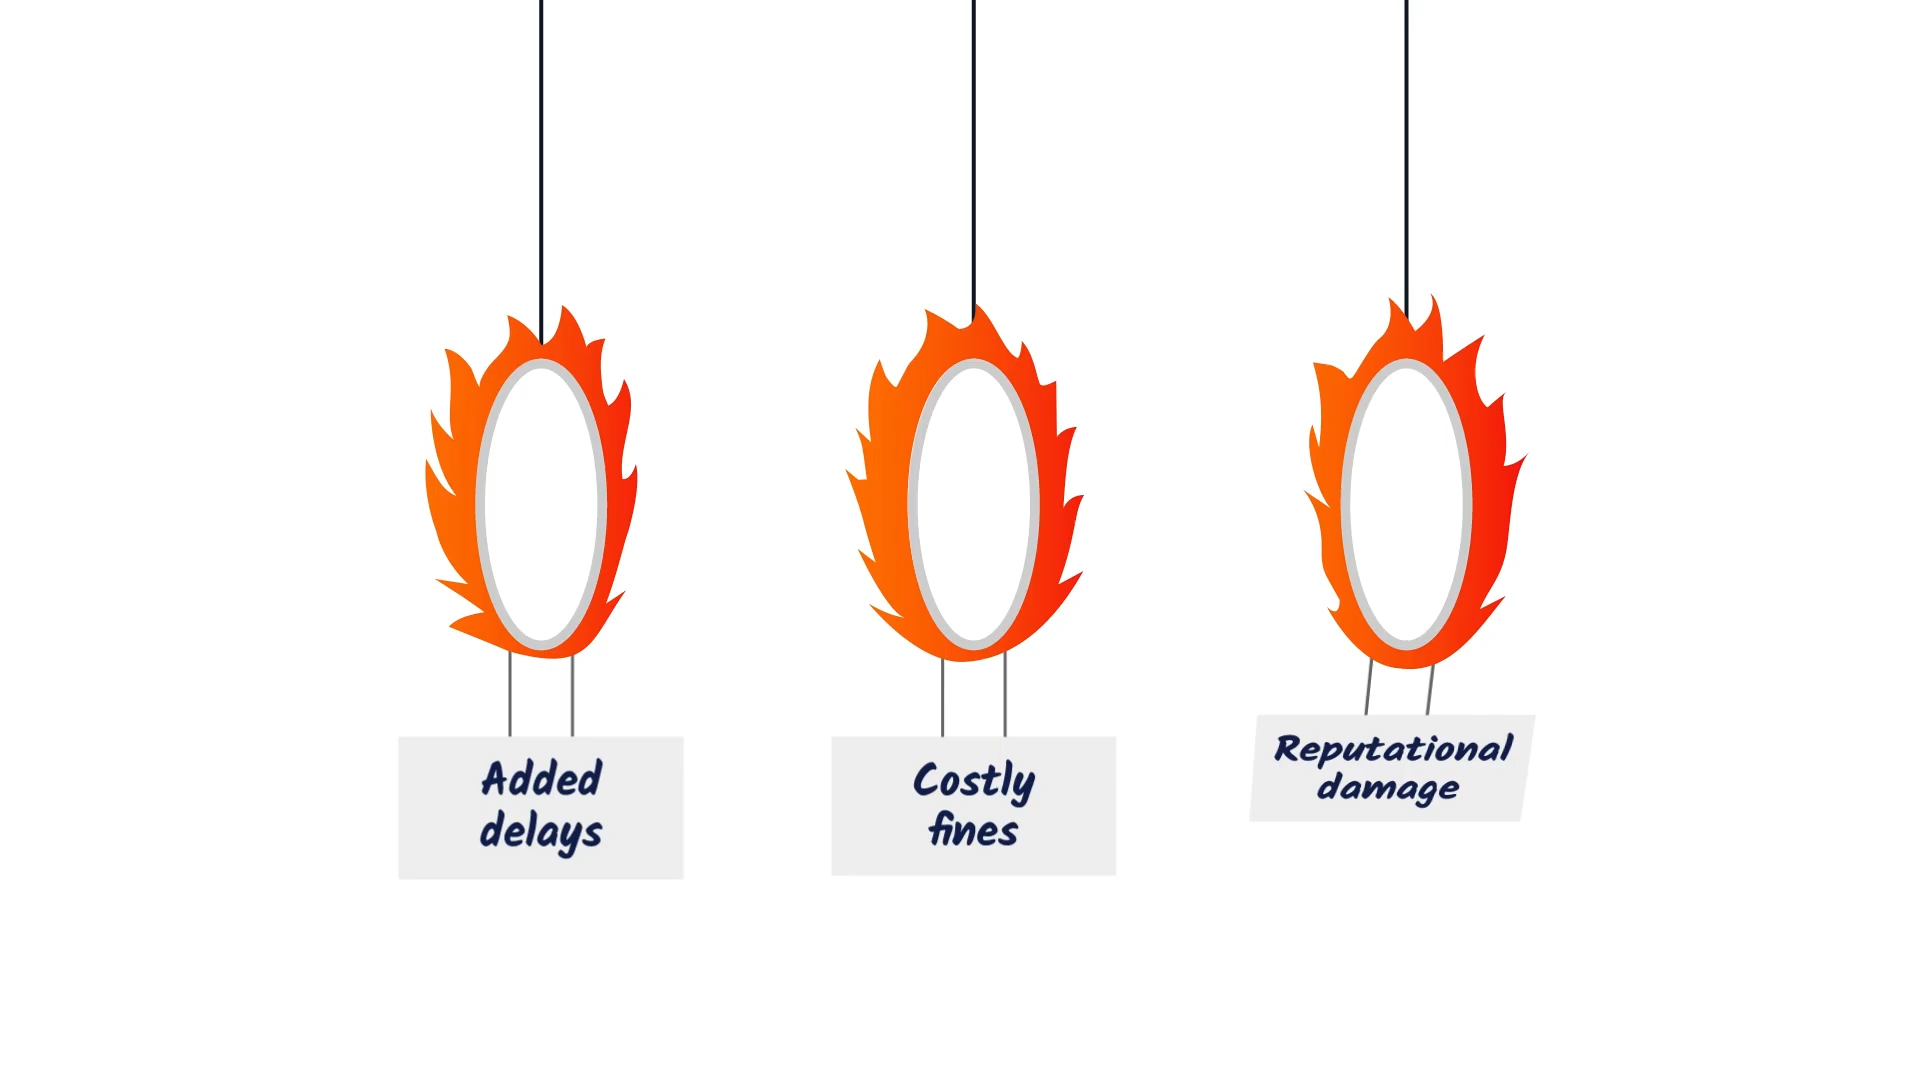 Added
delays
Costly
fines
Reputational
damage